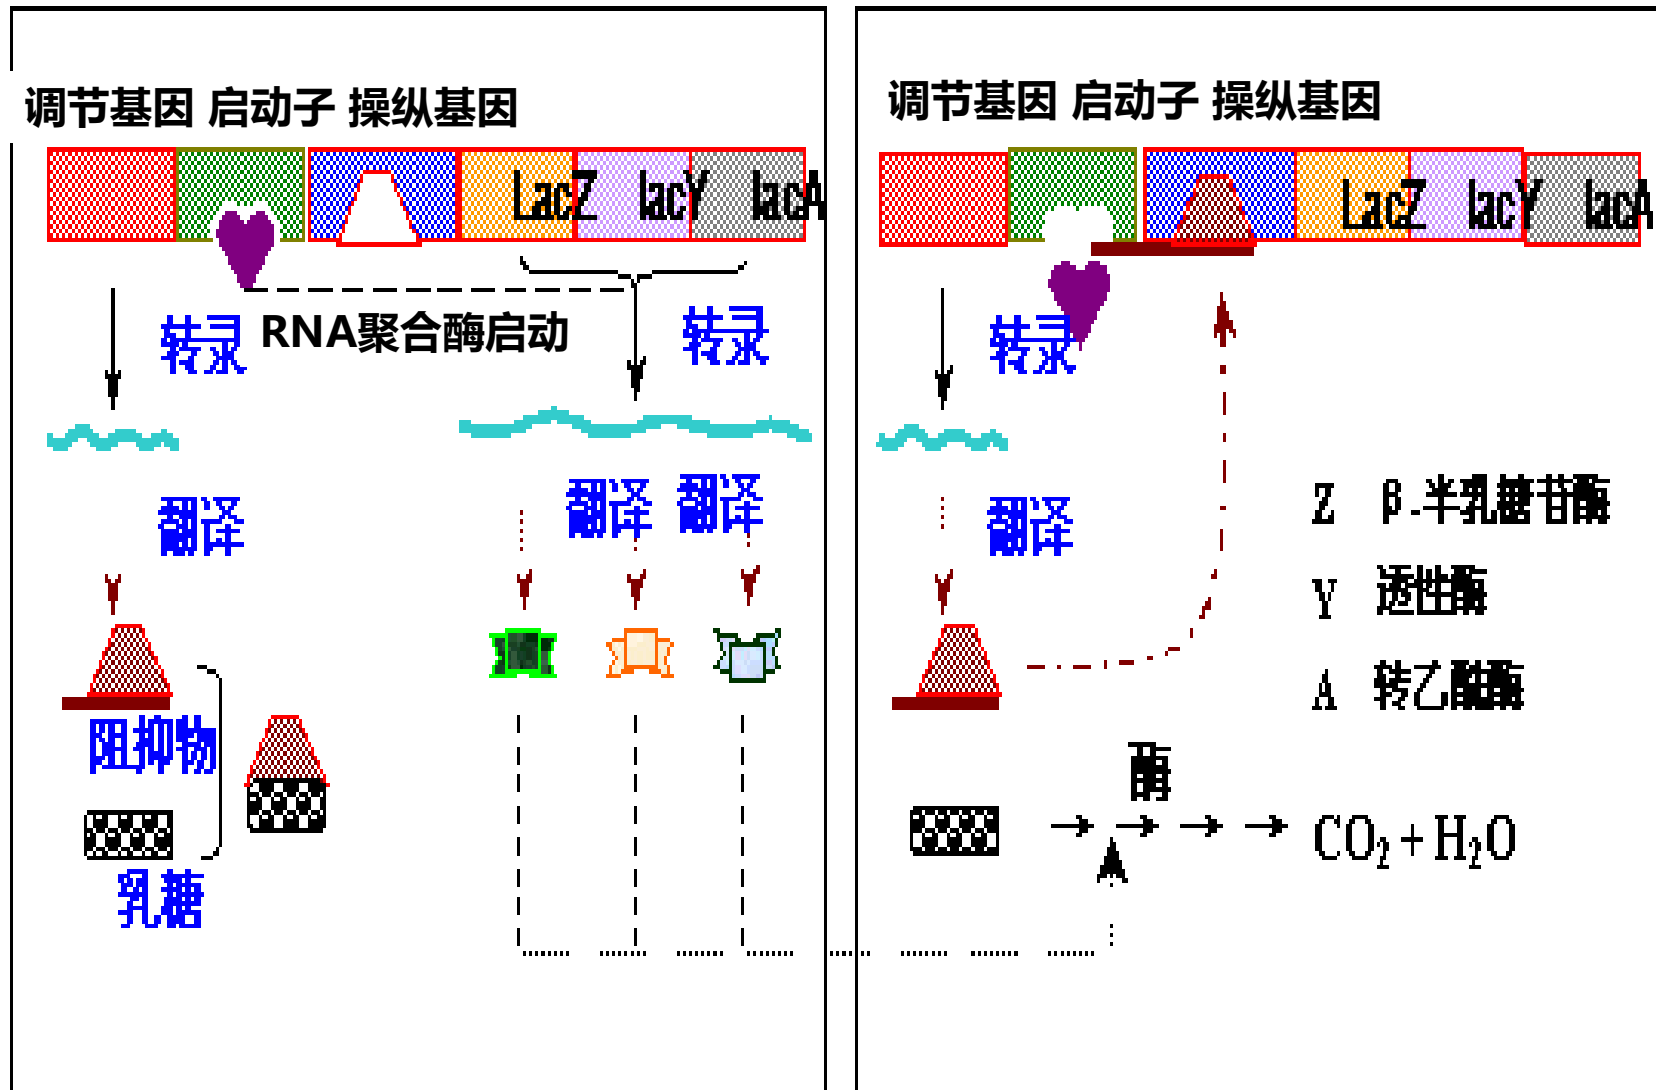 调节基因 启动子 操纵基因
LacZ lacY lacA
转录
RNA聚合酶启动
转录
翻译
翻译 翻译
阻抑物
乳糖
调节基因 启动子 操纵基因
LacZ lacY lacA
转录
翻译
Z β-半乳糖苷酶
Y 透性酶
A 转乙酰酶
酶
CO₂+H₂O